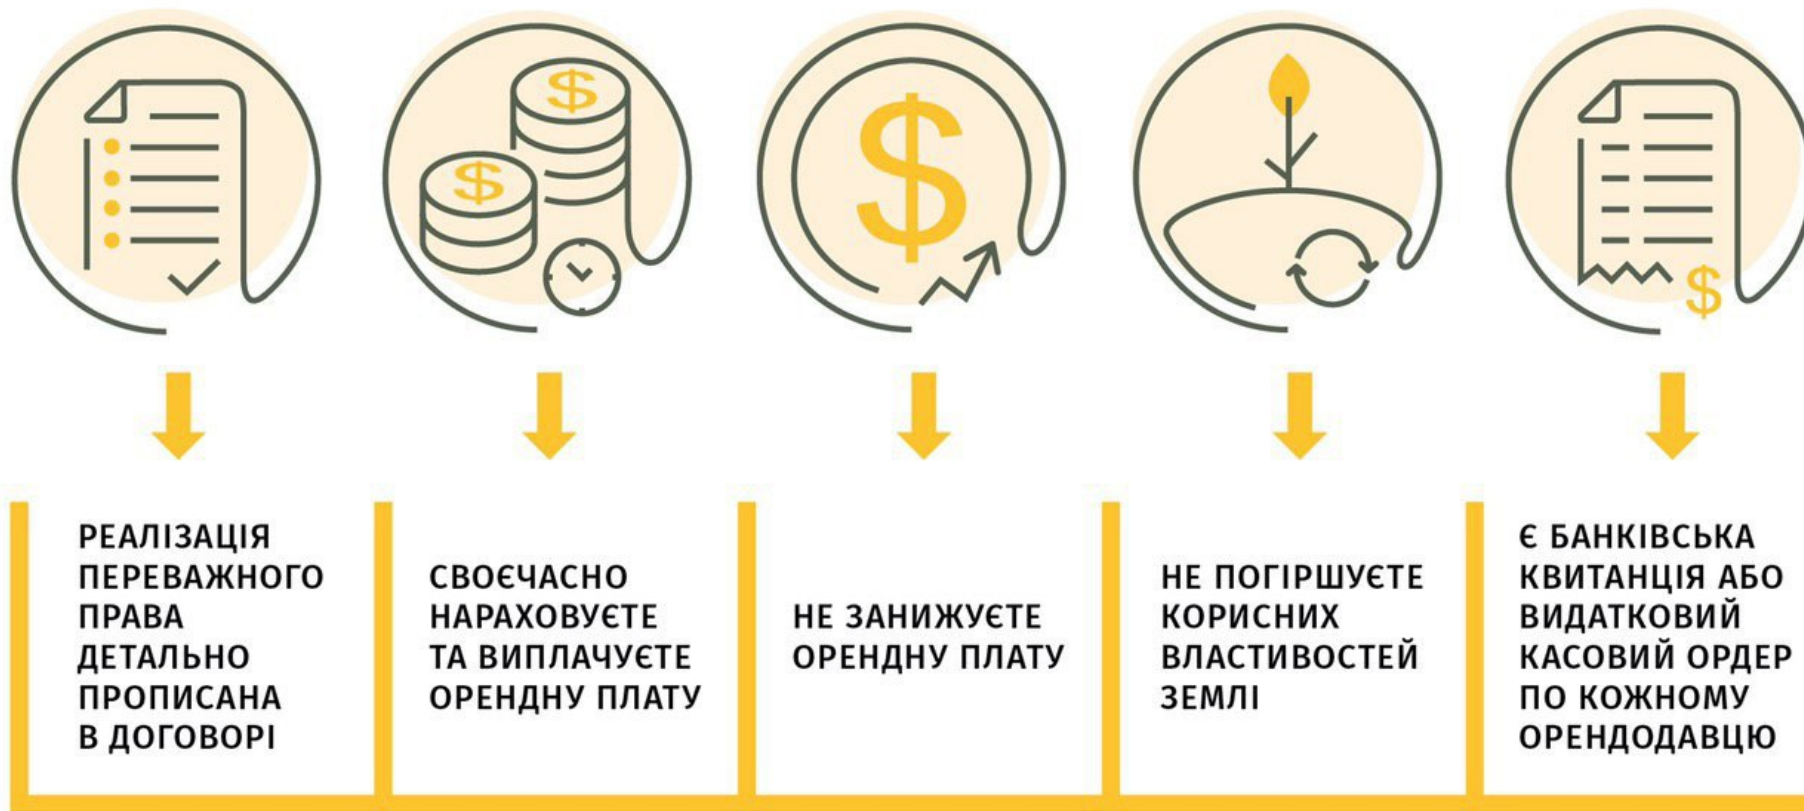 РЕАЛІЗАЦІЯ
ПЕРЕВАЖНОГО
ПРАВА
ДЕТАЛЬНО
ПРОПИСАНА
В ДОГОВОРІ
СВОЄЧАСНО
НАРАХОВУЄТЕ
ТА ВИПЛАЧУЄТЕ
ОРЕНДНУ ПЛАТУ
НЕ ЗАНИЖУЄТЕ
ОРЕНДНУ ПЛАТУ
НЕ ПОГІРШУЄТЕ
КОРИСНИХ
ВЛАСТИВОСТЕЙ
ЗЕМЛІ
Є БАНКІВСЬКА
КВИТАНЦІЯ АБО
ВИДАТКОВИЙ
КАСОВИЙ ОРДЕР
ПО КОЖНОМУ
ОРЕНДОДАВЦЮ